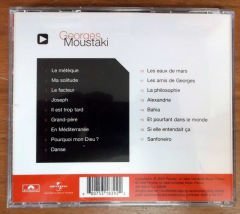 Georges
Moustaki
Le métèque
Ma solitude
Le facteur
Joseph
Il est trop tard
Grand-père
En Méditerranée
Pourquoi mon Dieu ?
Danse
Les eaux de mars
Les amis de Georges
La philosophie
Alexandrie
Bahia
Et pourtant dans le monde
Si elle entendait ça
Sanfoneiro